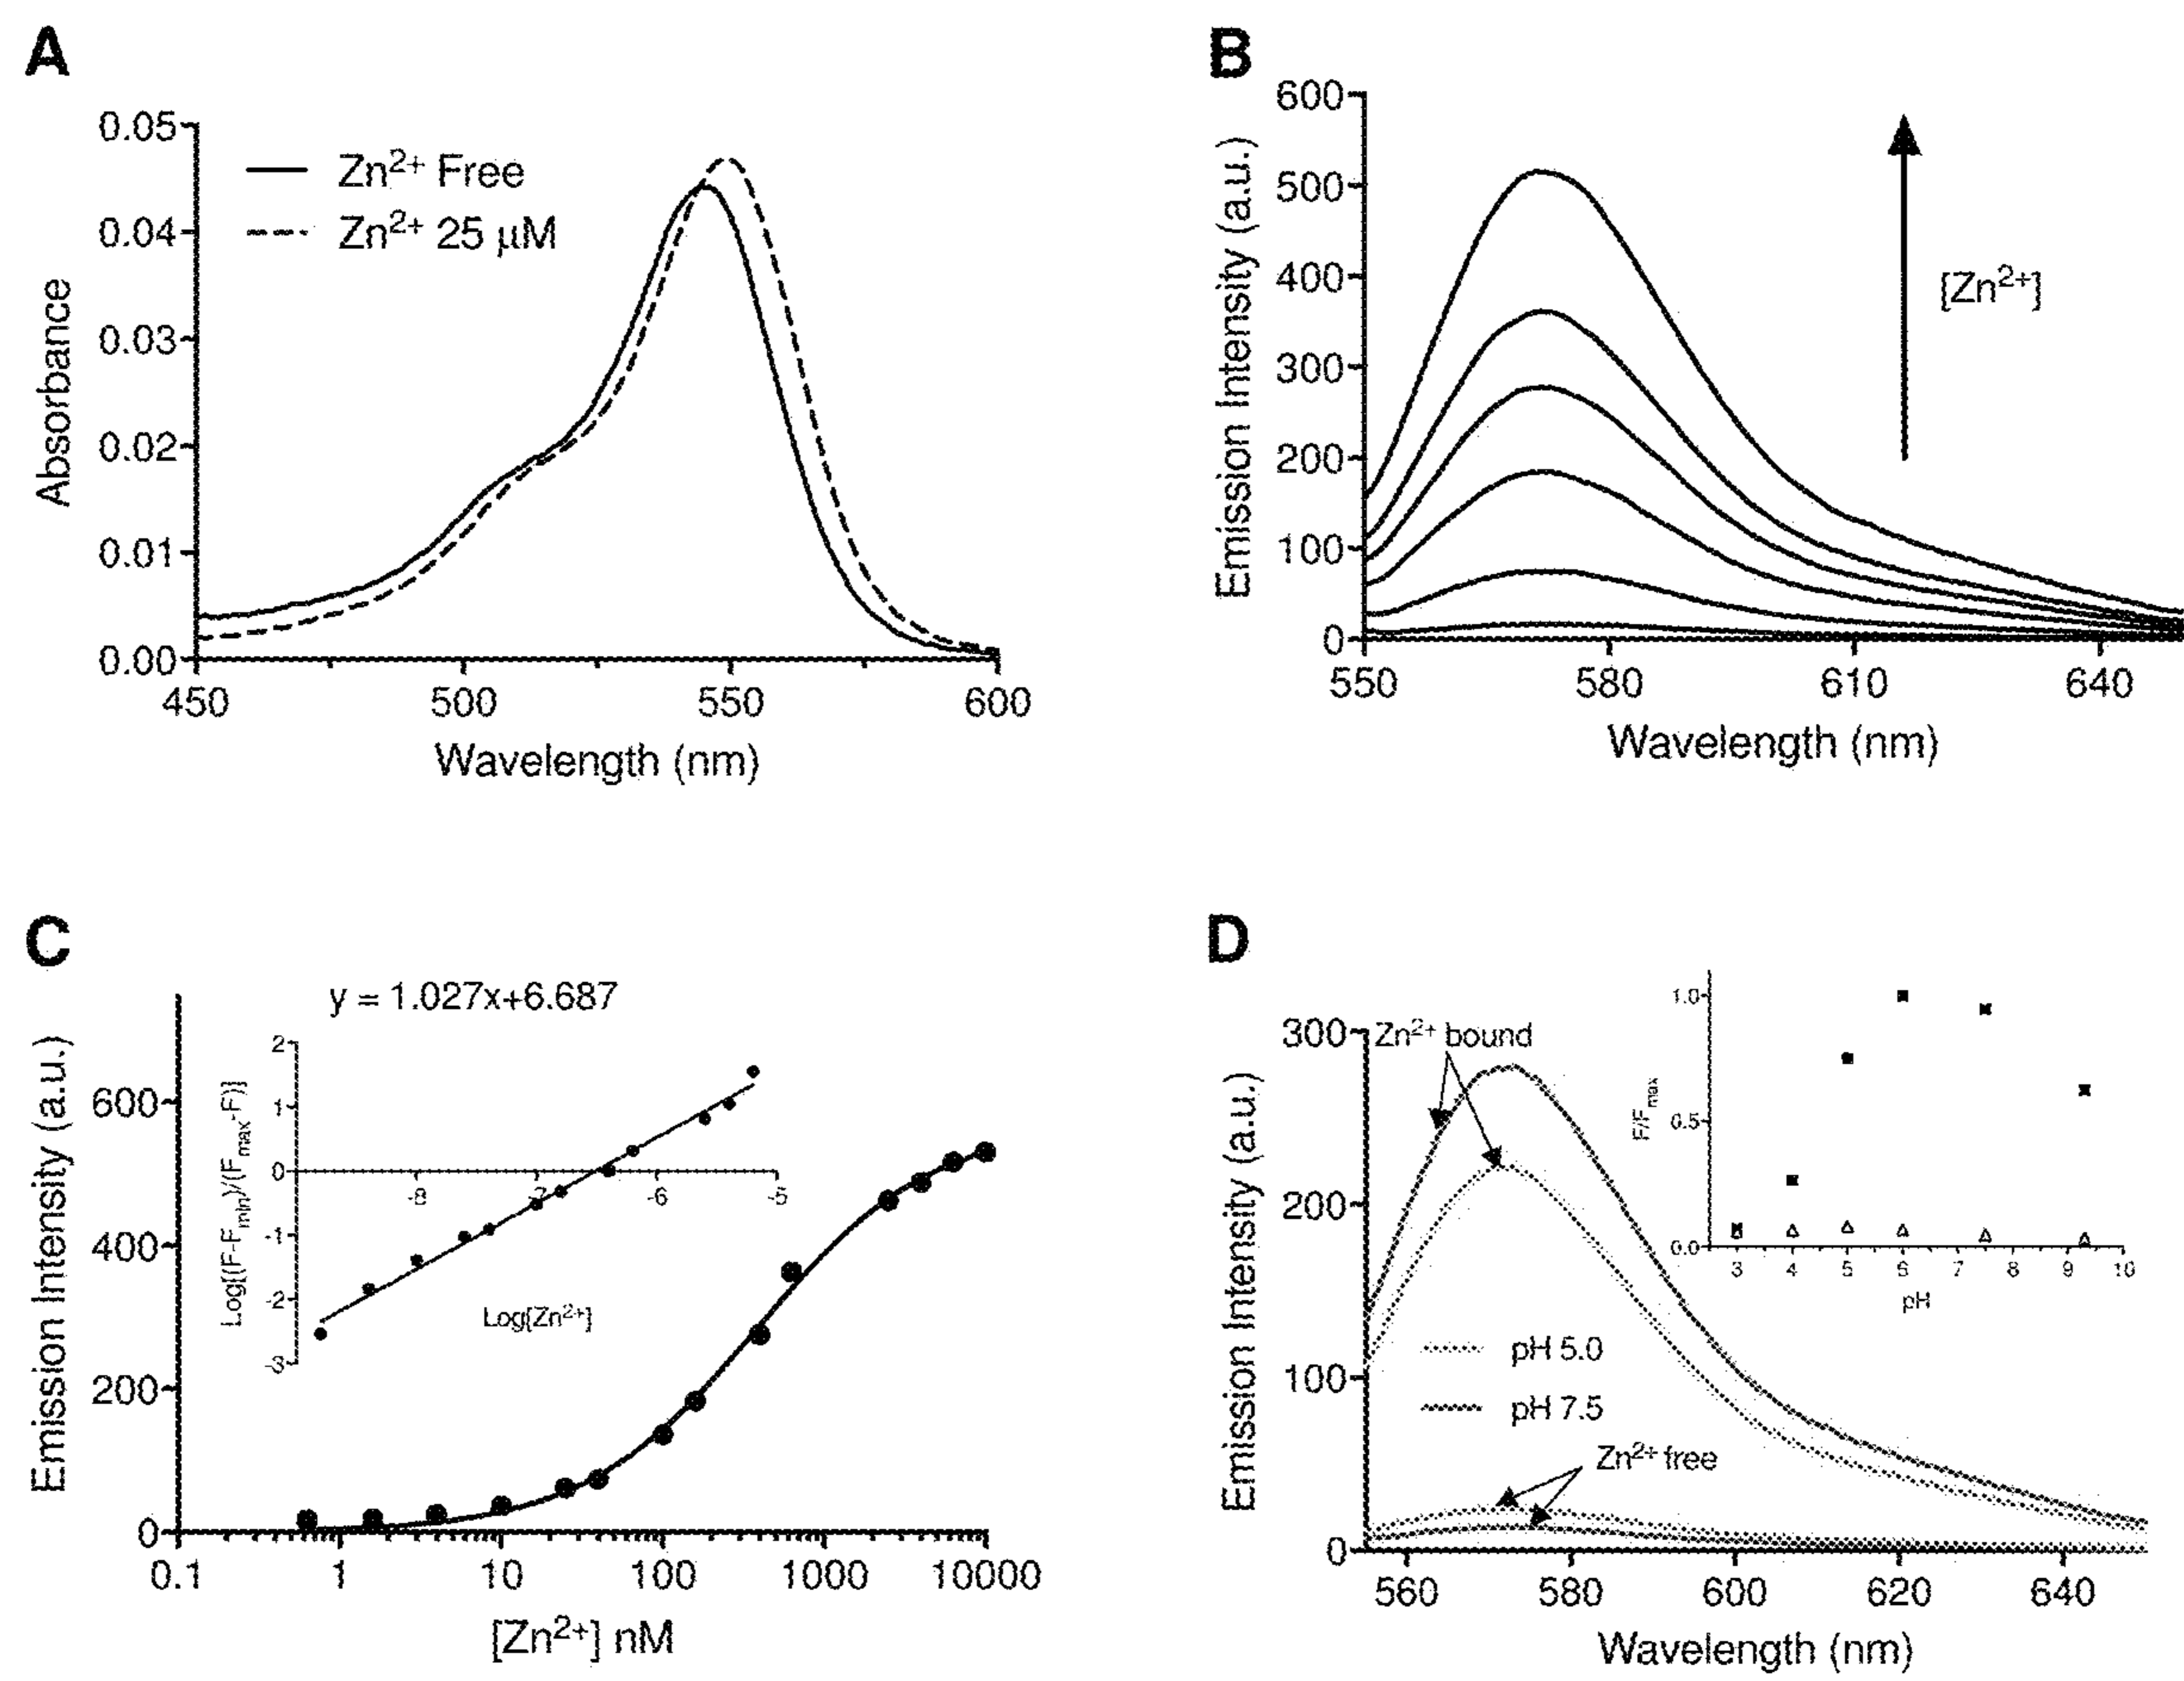 A
0.05
0.04
0.03
0.02
0.01
0.00
Absorbance
Zn2+ Free
Zn2+ 25 μM
450 500 550 600
Wavelength (nm)
B
600
500
400
300
200
100
0
Emission Intensity (a.u.)
[Zn2+]
550 580 610 640
Wavelength (nm)
C
y = 1.027x+6.687
600
400
200
0
Emission Intensity (a.u.)
2
1
0
-1
-2
-3
Log[(F-Fmin)/(Fmax-F)]
-8 -7 -6 -5
Log[Zn2+]
0.1 1 10 100 1000 10000
[Zn2+] nM
D
300
200
100
0
Emission Intensity (a.u.)
Zn2+ bound
1.0
0.5
0.0
F/Fmax
3 4 5 6 7 8 9 10
pH
pH 5.0
pH 7.5
Zn2+ free
560 580 600 620 640
Wavelength (nm)